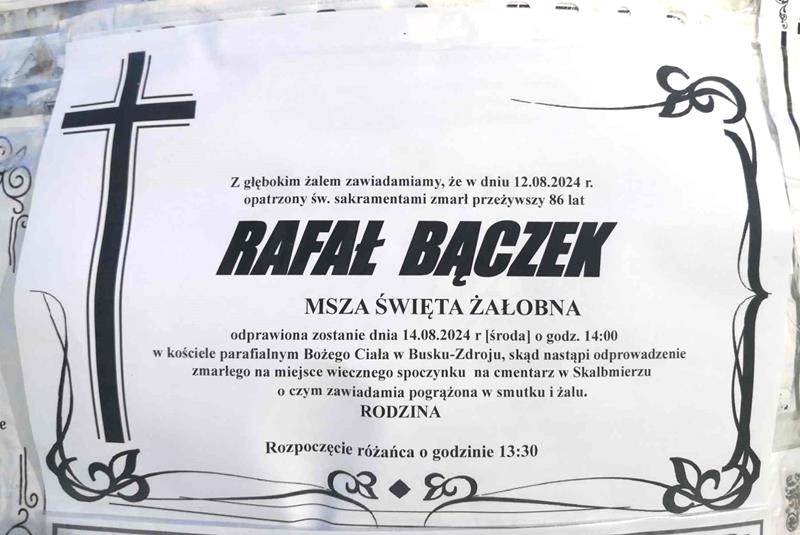 Z głębokim żalem zawiadamiamy, że w dniu 12.08.2024 r.
opatrzony św. sakramentami zmarł przeżywszy 86 lat
RAFAŁ BĄCZEK
MSZA ŚWIĘTA ŻAŁOBNA
odprawiona zostanie dnia 14.08.2024 r [środa] o godz. 14:00
w kościele parafialnym Bożego Ciała w Busku-Zdroju, skąd nastąpi odprowadzenie
zmarłego na miejsce wiecznego spoczynku na cmentarz w Skalbmierzu
o czym zawiadamia pogrążona w smutku i żalu.
RODZINA
Rozpoczęcie różańca o godzinie 13:30